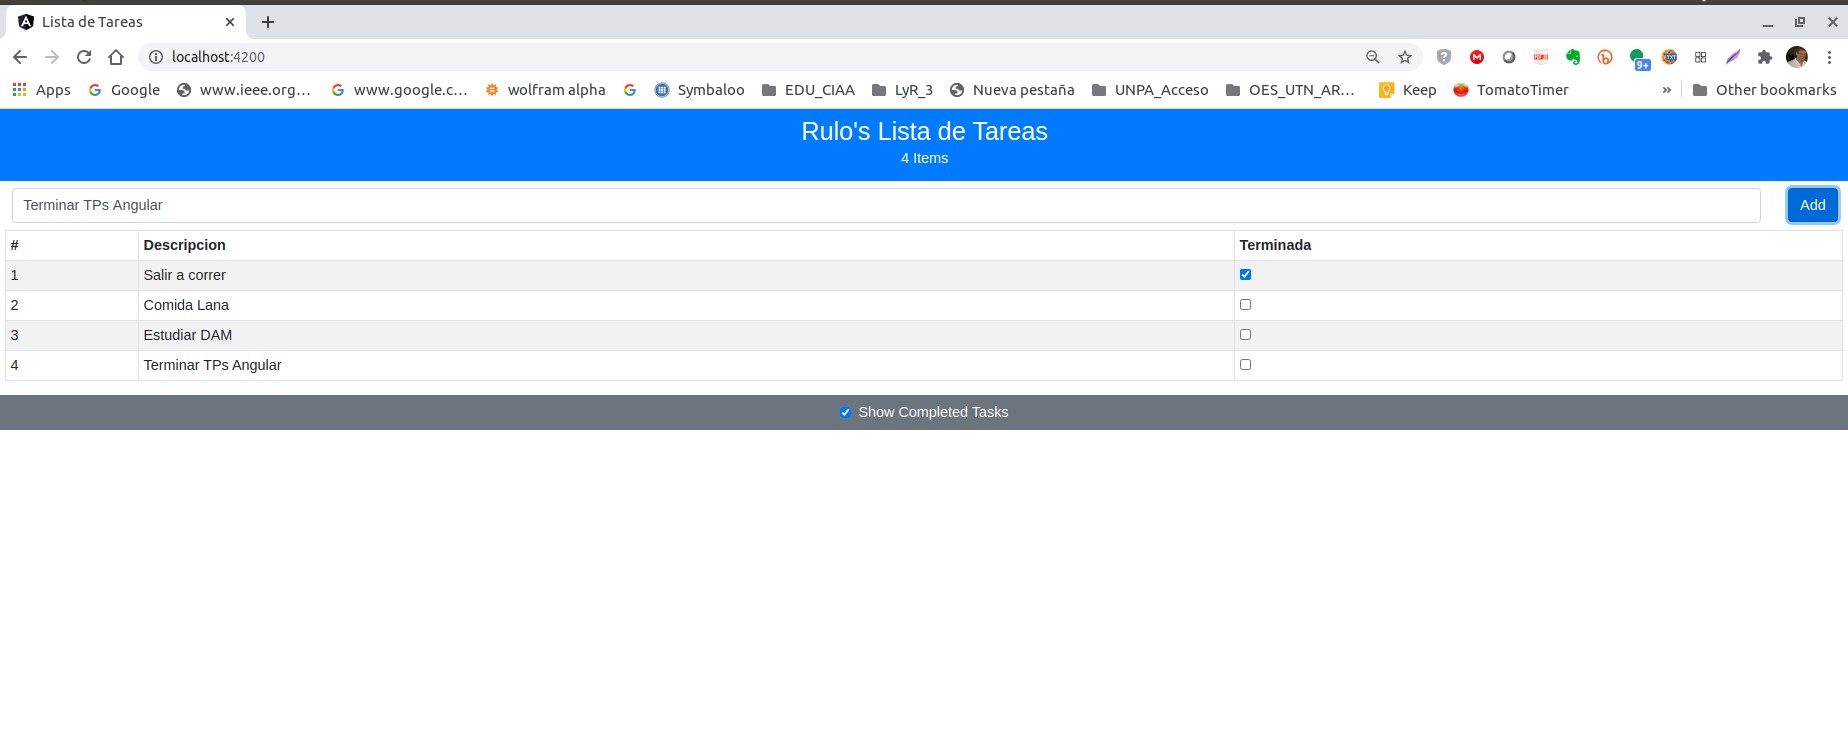 Lista de Tareas
localhost:4200
Apps Google www.ieee.org... www.google.c... wolfram alpha Symbaloo EDU_CIAA LyR_3 Nueva pestaña UNPA_Acceso OES_UTN_AR... Keep TomatoTimer » Other bookmarks
Rulo's Lista de Tareas
4 Items
Terminar TPs Angular Add
# Descripcion Terminada
1 Salir a correr
2 Comida Lana
3 Estudiar DAM
4 Terminar TPs Angular
Show Completed Tasks